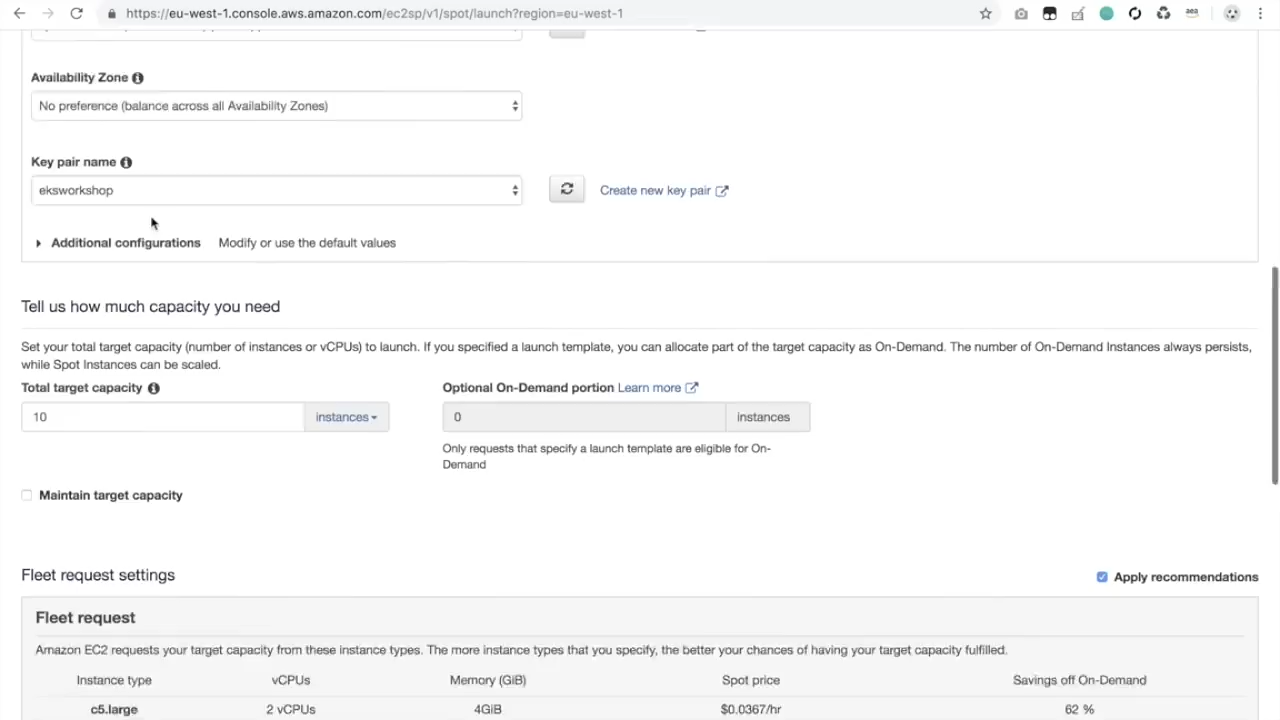 https://eu-west-1.console.aws.amazon.com/ec2sp/v1/spot/launch?region=eu-west-1
Availability Zone
No preference (balance across all Availability Zones)
Key pair name
eksworkshop
Create new key pair
Additional configurations Modify or use the default values
Tell us how much capacity you need
Set your total target capacity (number of instances or vCPUs) to launch. If you specified a launch template, you can allocate part of the target capacity as On-Demand. The number of On-Demand Instances always persists,
while Spot Instances can be scaled.
Total target capacity Optional On-Demand portion Learn more
10 instances 0 instances
Only requests that specify a launch template are eligible for On-
Demand
Maintain target capacity
Fleet request settings
Apply recommendations
Fleet request
Amazon EC2 requests your target capacity from these instance types. The more instance types that you specify, the better your chances of having your target capacity fulfilled.
Instance type vCPUs Memory (GiB) Spot price Savings off On-Demand
c5.large 2 vCPUs 4GiB $0.0367/hr 62 %